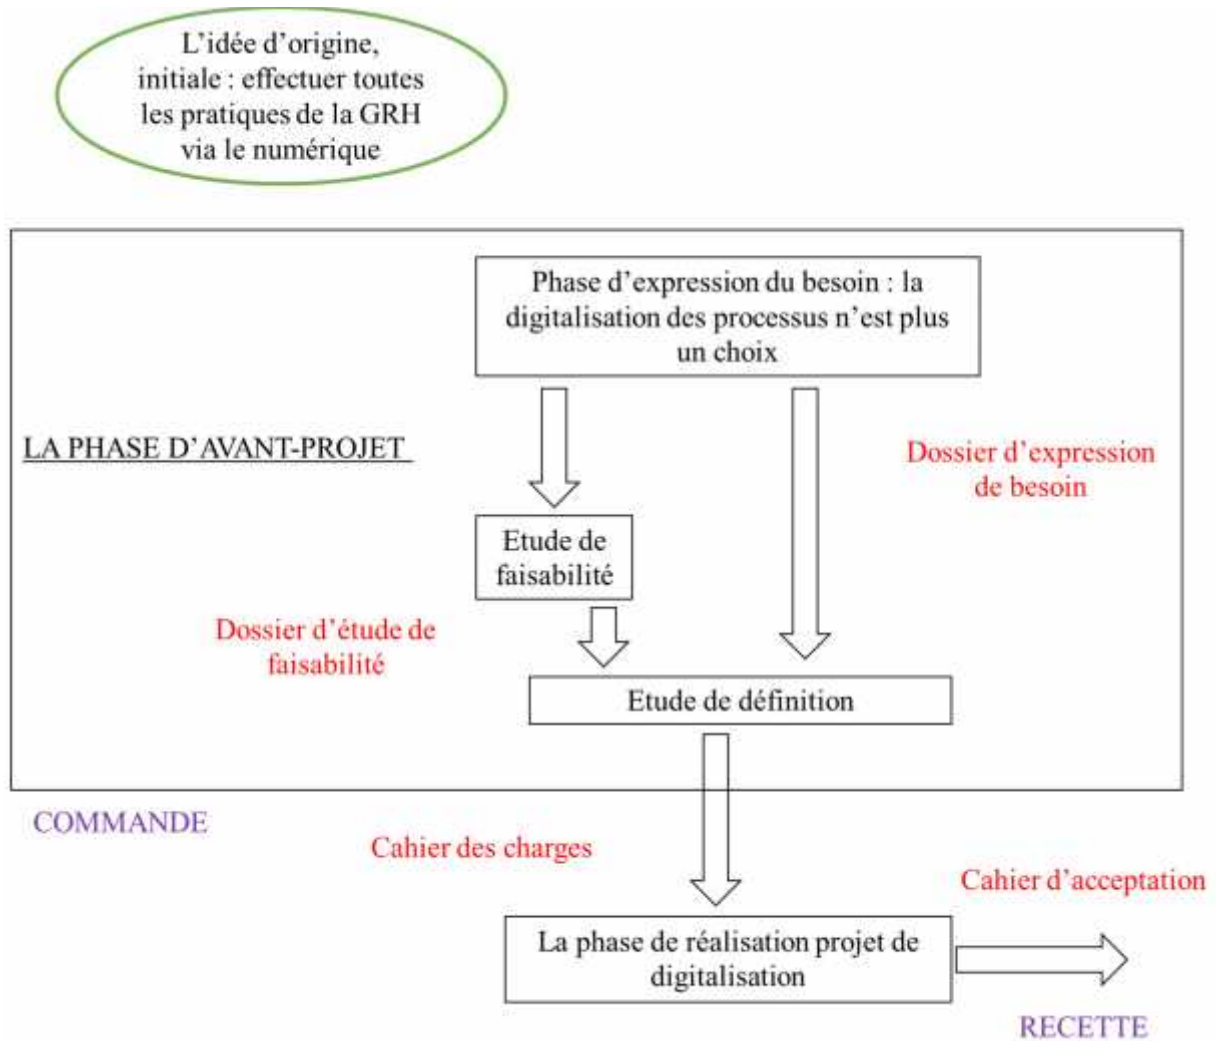 L’idée d’origine,
initiale : effectuer toutes
les pratiques de la GRH
via le numérique
Phase d’expression du besoin : la
digitalisation des processus n’est plus
un choix
LA PHASE D’AVANT-PROJET
Dossier d’expression
de besoin
Etude de
faisabilité
Dossier d’étude de
faisabilité
Etude de définition
COMMANDE
Cahier des charges
Cahier d’acceptation
La phase de réalisation projet de
digitalisation
RECETTE